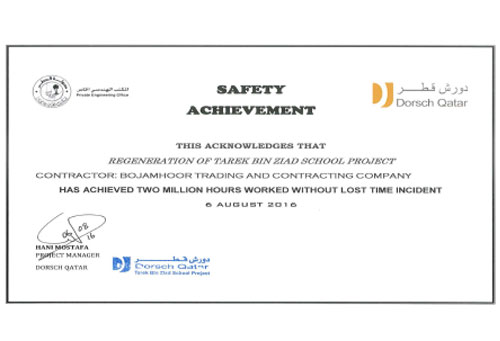 المكتب الهندسي الخاص
Private Engineering Office
SAFETY
ACHIEVEMENT
دورش قطر
Dorsch Qatar
THIS ACKNOWLEDGES THAT
REGENERATION OF TAREK BIN ZIAD SCHOOL PROJECT
CONTRACTOR: BOJAMHOOR TRADING AND CONTRACTING COMPANY
HAS ACHIEVED TWO MILLION HOURS WORKED WITHOUT LOST TIME INCIDENT
6 AUGUST 2016
06 08 16
HANI MOSTAFA
PROJECT MANAGER
DORSCH QATAR
دورش قطر
Dorsch Qatar
Tarek Bin Ziad School Project